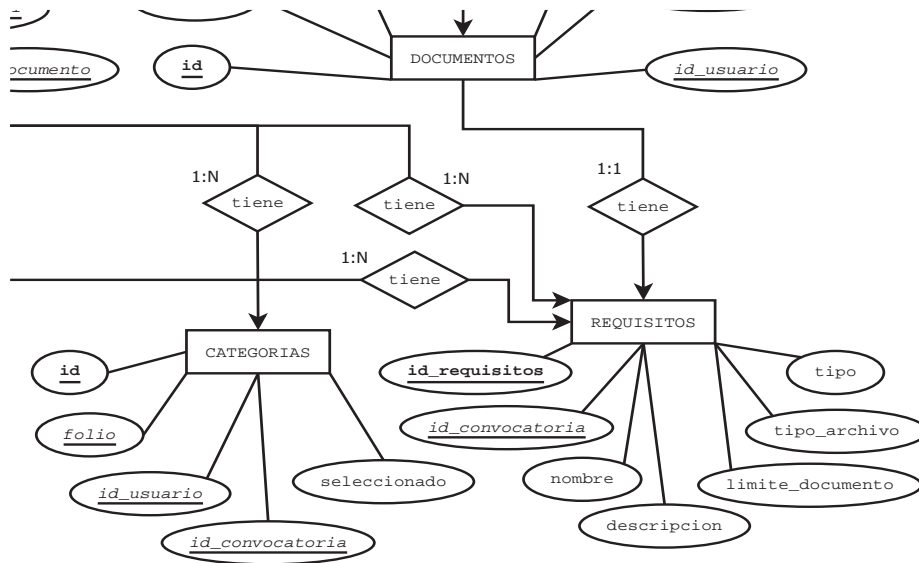 DOCUMENTOS
id
id_usuario
1:N
1:N
1:1
tiene
tiene
tiene
1:N
tiene
CATEGORIAS
REQUISITOS
id
id_requisitos
tipo
folio
id_convocatoria
tipo_archivo
id_usuario
seleccionado
nombre
limite_documento
id_convocatoria
descripcion